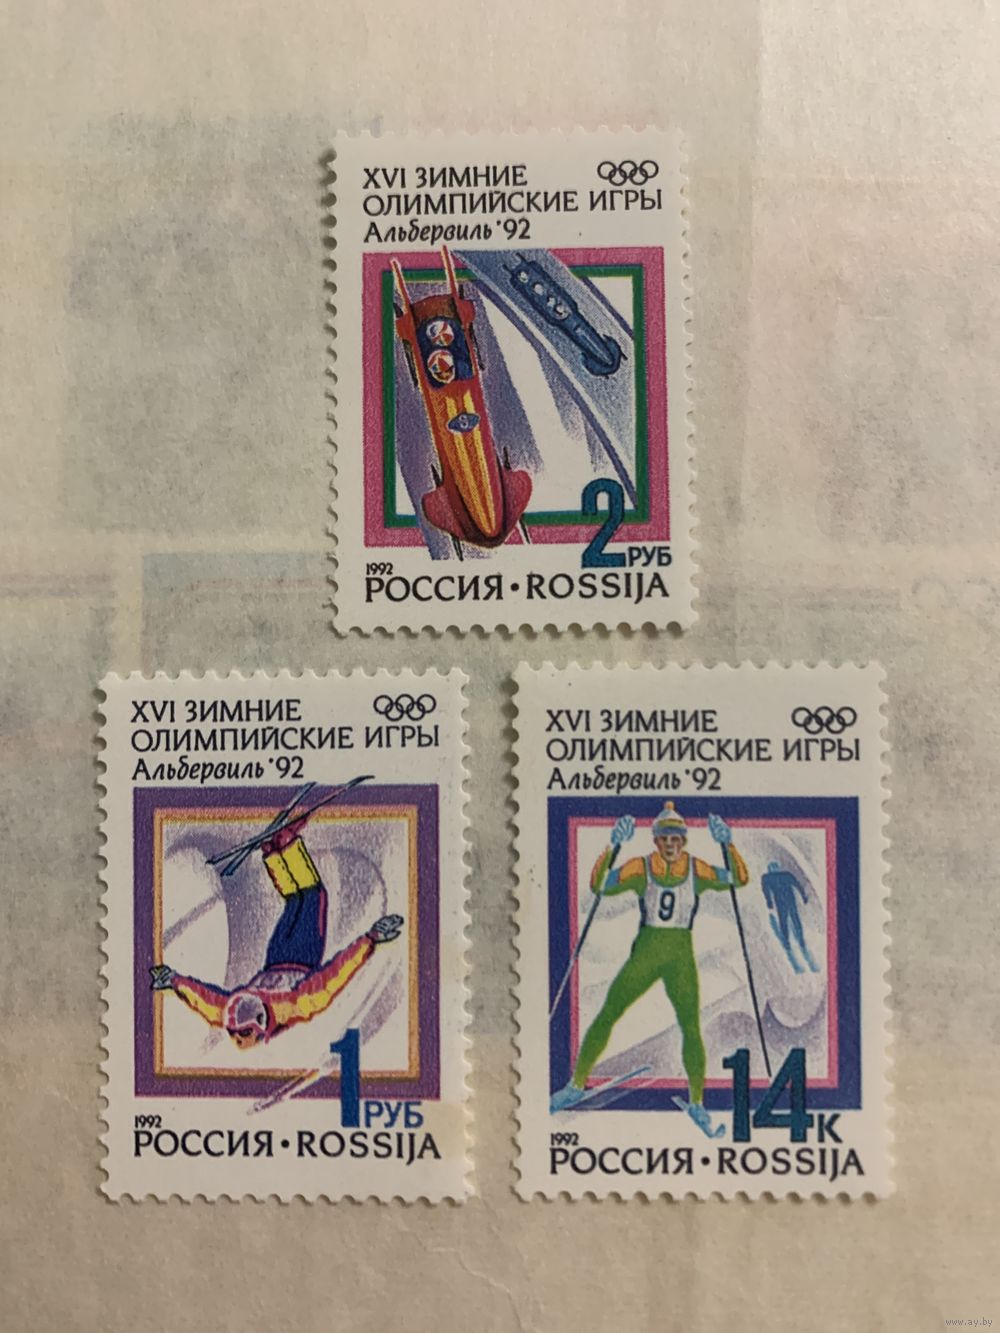 XVI ЗИМНИЕ
ОЛИМПИЙСКИЕ ИГРЫ
Альбервиль '92
2 РУБ
1992
РОССИЯ • ROSSIJA
XVI ЗИМНИЕ
ОЛИМПИЙСКИЕ ИГРЫ
Альбервиль '92
1 РУБ
1992
РОССИЯ • ROSSIJA
XVI ЗИМНИЕ
ОЛИМПИЙСКИЕ ИГРЫ
Альбервиль '92
9
14 К
1992
РОССИЯ • ROSSIJA
www.ay.by